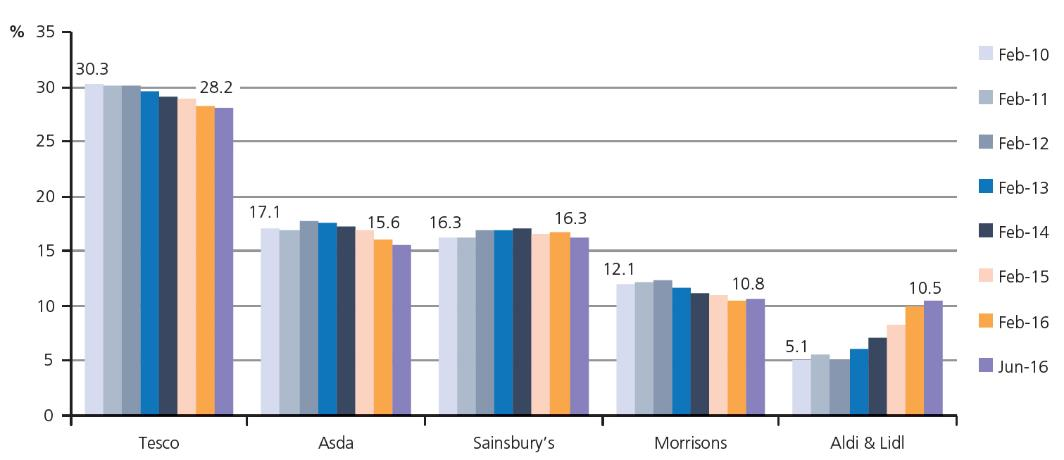 % 35
30
25
20
15
10
5
0
30.3
28.2
17.1
15.6
16.3
16.3
12.1
10.8
5.1
10.5
Tesco
Asda
Sainsbury's
Morrisons
Aldi & Lidl
Feb-10
Feb-11
Feb-12
Feb-13
Feb-14
Feb-15
Feb-16
Jun-16